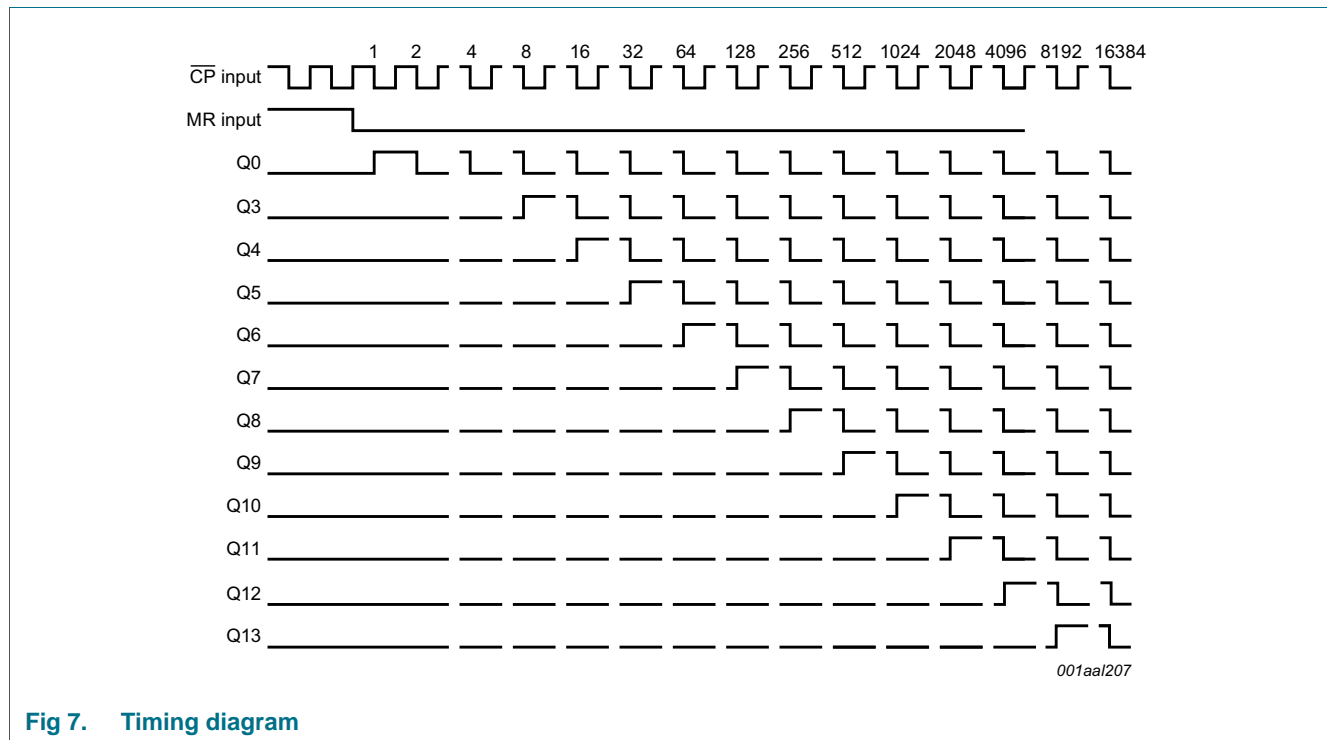 1 2 4 8 16 32 64 128 256 512 1024 2048 4096 8192 16384
CP input
MR input
Q0
Q3
Q4
Q5
Q6
Q7
Q8
Q9
Q10
Q11
Q12
Q13
001aal207
Fig 7. Timing diagram